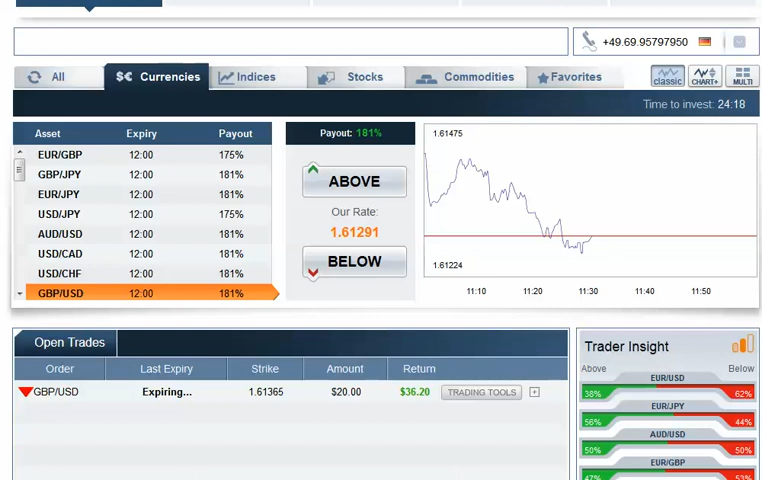 +49.69.95797950
All
$€ Currencies
Indices
Stocks
Commodities
Favorites
classic
CHART+
MULTI
Time to invest: 24:18
Asset Expiry Payout
EUR/GBP 12:00 175%
GBP/JPY 12:00 181%
EUR/JPY 12:00 181%
USD/JPY 12:00 175%
AUD/USD 12:00 181%
USD/CAD 12:00 181%
USD/CHF 12:00 181%
GBP/USD 12:00 181%
Payout: 181%
ABOVE
Our Rate:
1.61291
BELOW
1.61475
1.61224
11:10 11:20 11:30 11:40 11:50
Open Trades
Order Last Expiry Strike Amount Return
GBP/USD Expiring... 1.61365 $20.00 $36.20 TRADING TOOLS +
Trader Insight
Above Below
EUR/USD
38% 62%
EUR/JPY
56% 44%
AUD/USD
50% 50%
EUR/GBP
47% 53%